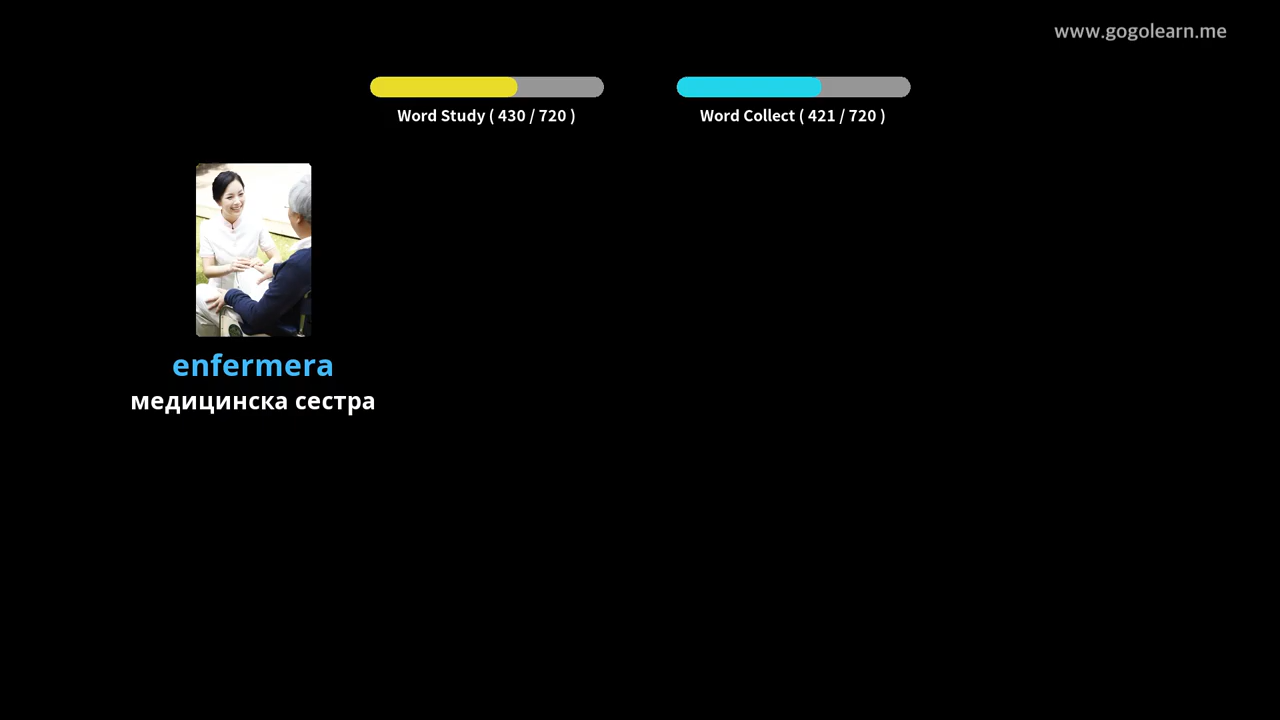 www.gogolearn.me
Word Study ( 430 / 720 )
Word Collect ( 421 / 720 )
enfermera
медицинска сестра